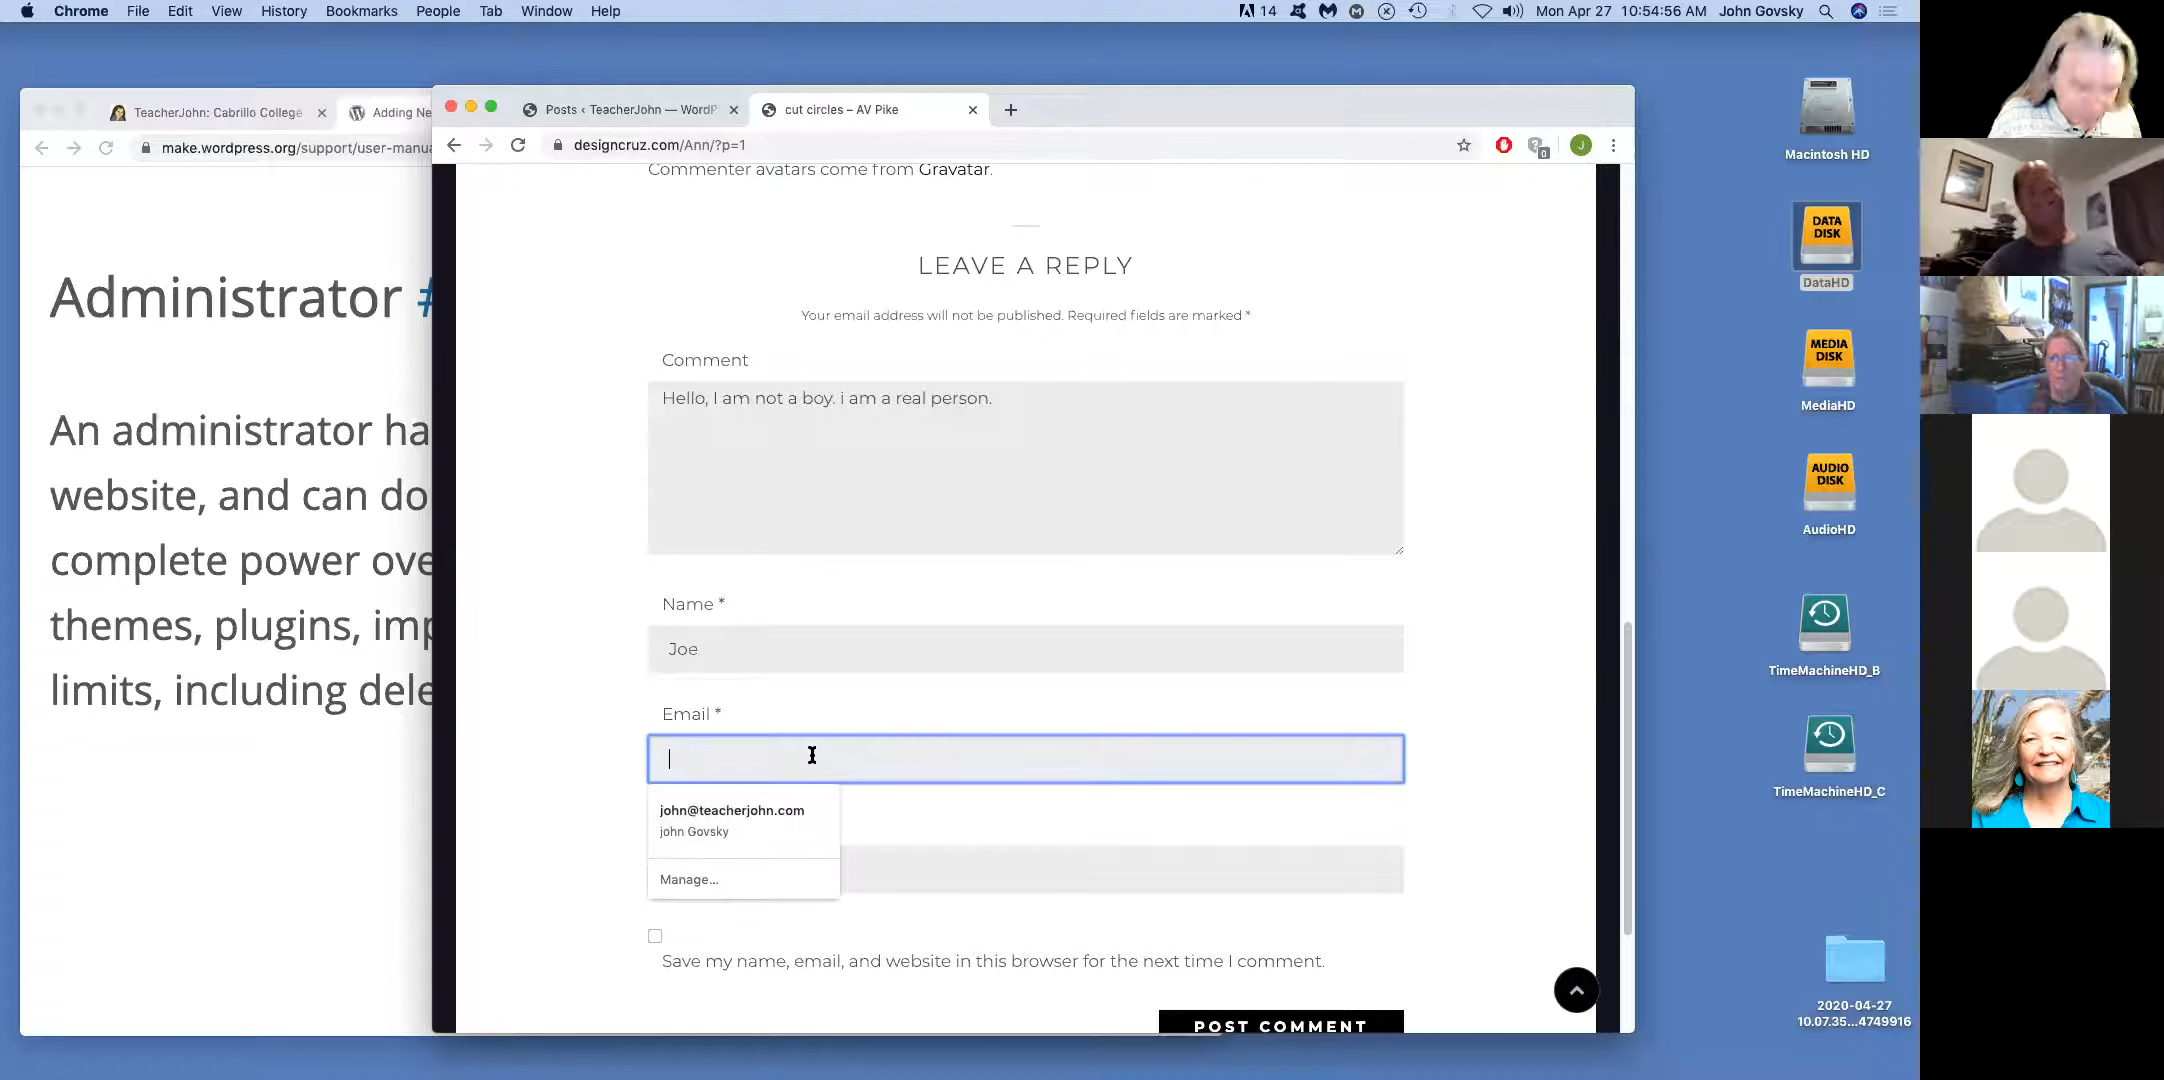 Chrome File Edit View History Bookmarks People Tab Window Help
14
Mon Apr 27 10:54:56 AM John Govsky
TeacherJohn: Cabrillo College
Adding Ne
make.wordpress.org/support/user-manua
Administrator #
An administrator ha
website, and can do
complete power ove
themes, plugins, imp
limits, including dele
Posts ‹ TeacherJohn — WordP
cut circles – AV Pike
designcruz.com/Ann/?p=1
J
0
Commenter avatars come from Gravatar.
LEAVE A REPLY
Your email address will not be published. Required fields are marked *
Comment
Hello, I am not a boy. i am a real person.
Name *
Joe
Email *
john@teacherjohn.com
john Govsky
Manage...
Save my name, email, and website in this browser for the next time I comment.
POST COMMENT
Macintosh HD
DATA
DISK
DataHD
MEDIA
DISK
MediaHD
AUDIO
DISK
AudioHD
TimeMachineHD_B
TimeMachineHD_C
2020-04-27
10.07.35...4749916